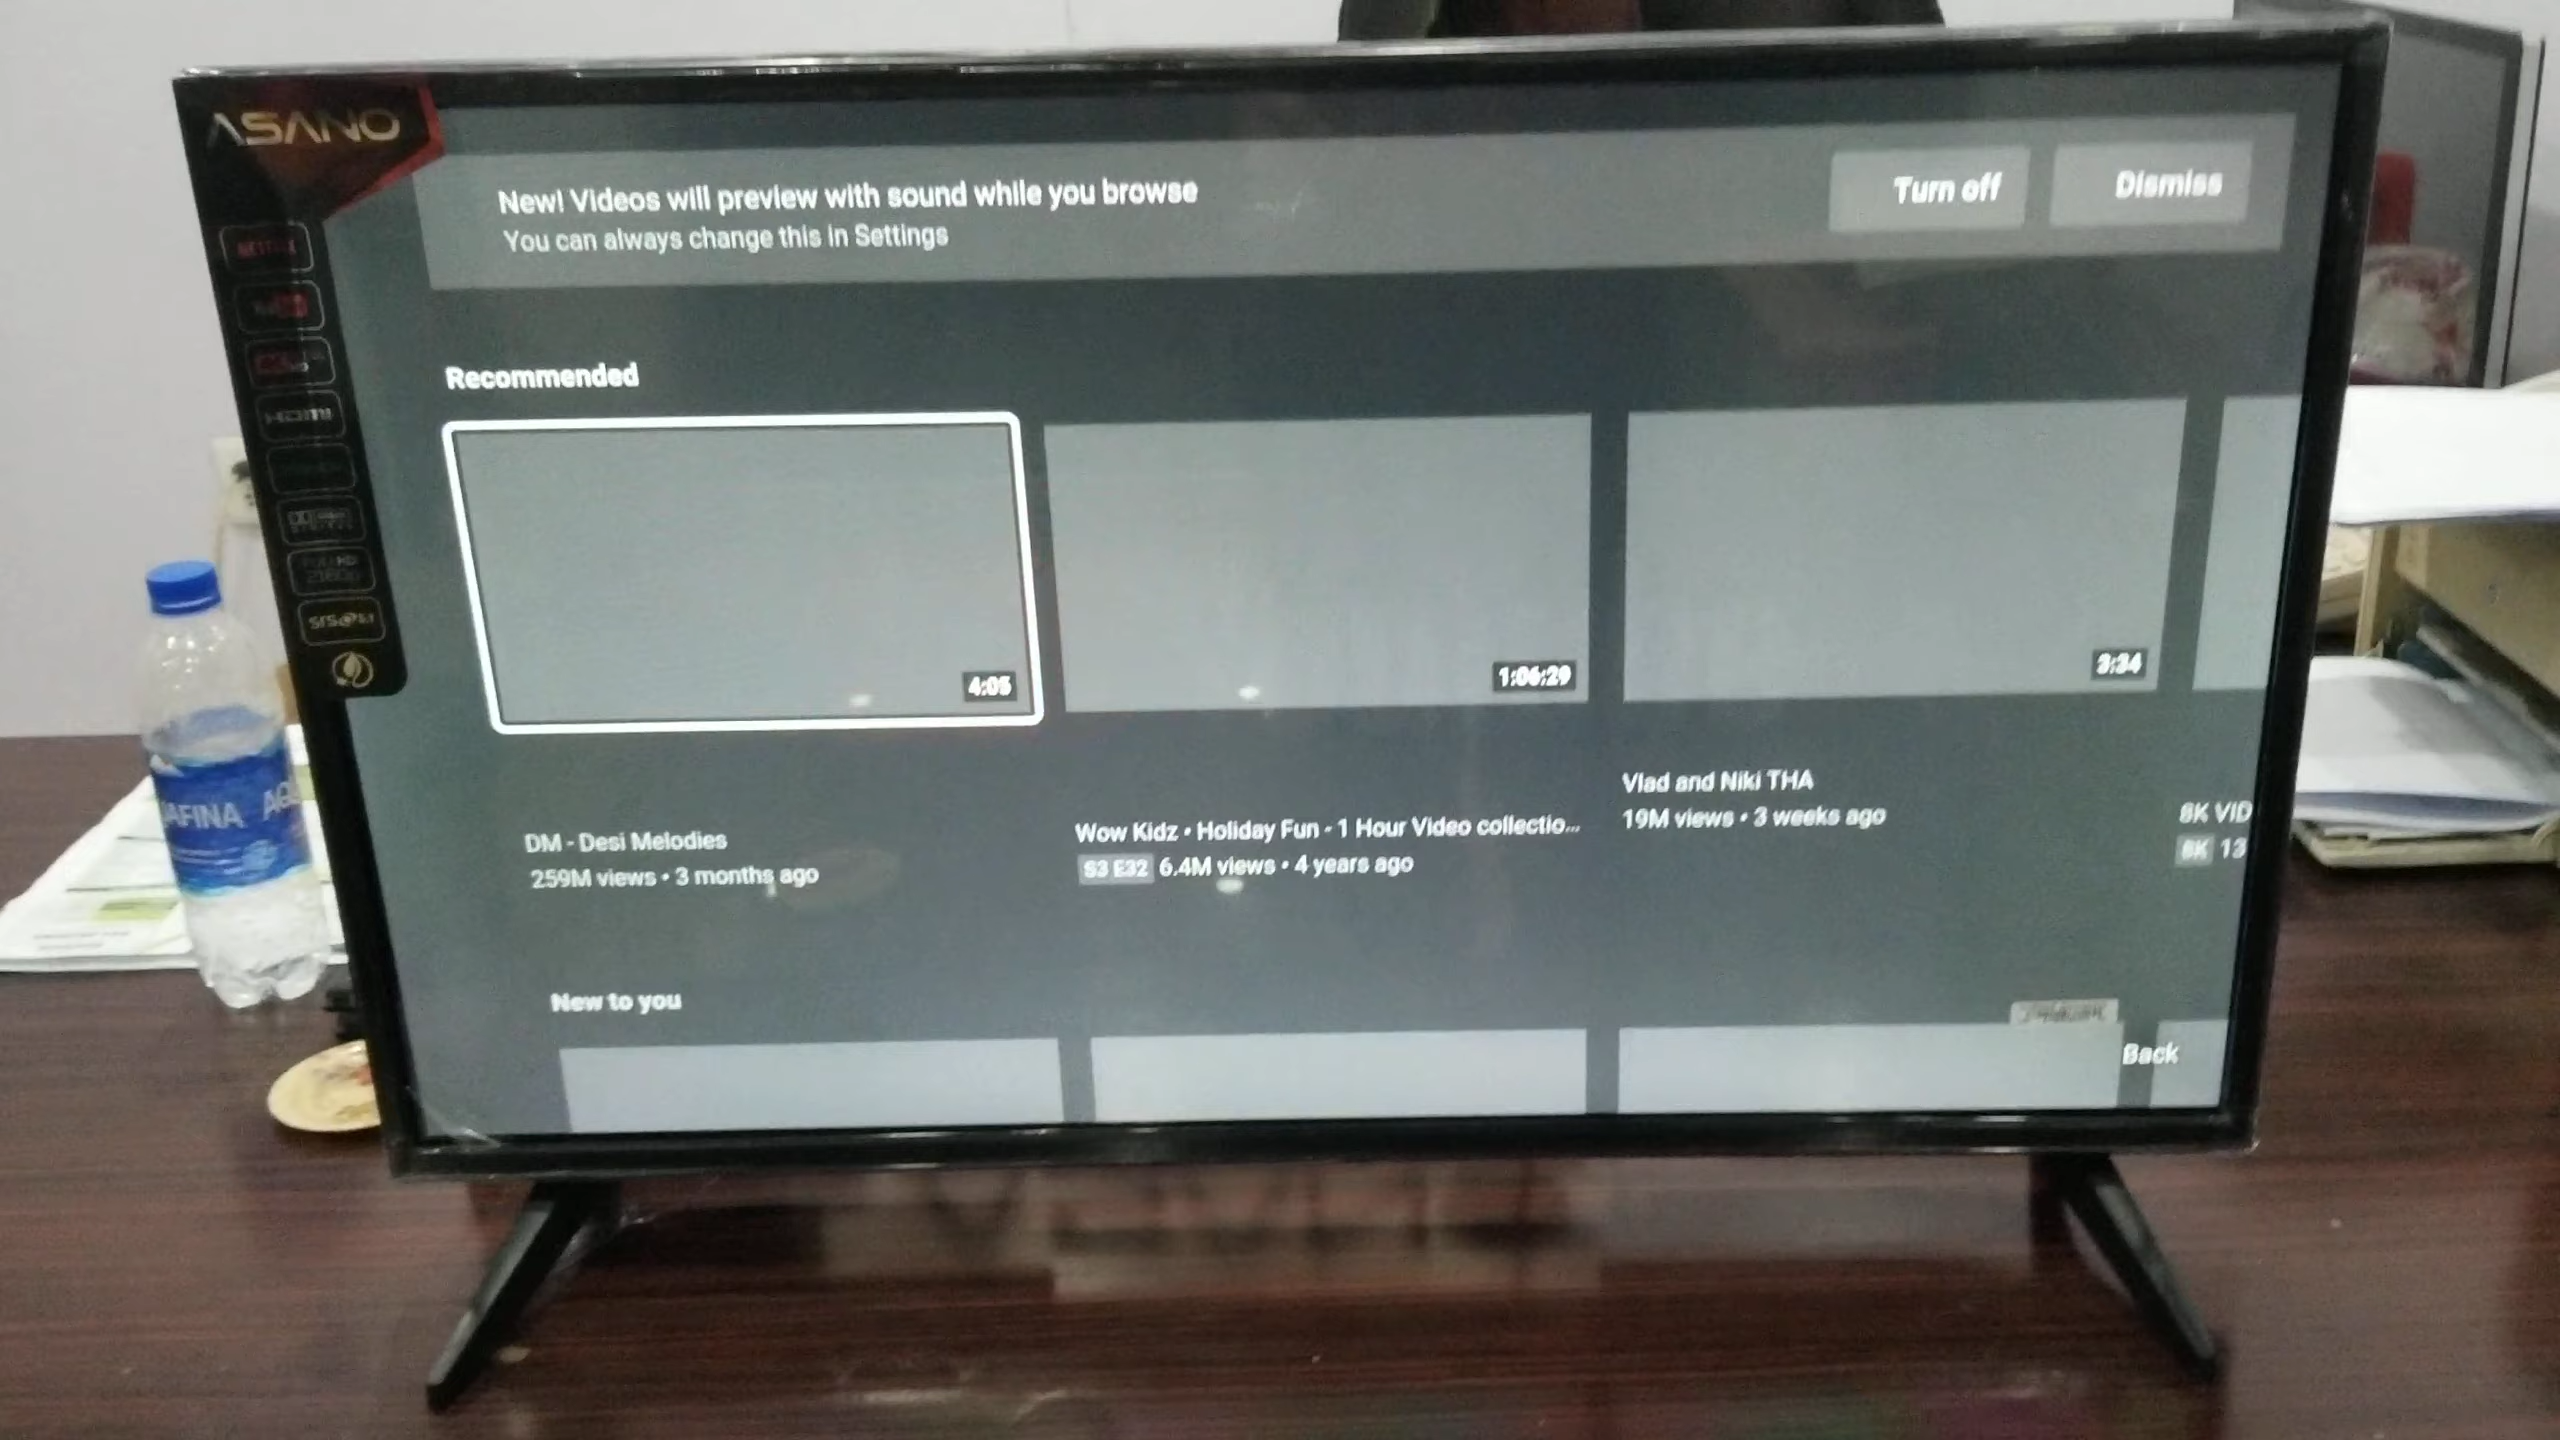 ASANO
New! Videos will preview with sound while you browse
You can always change this in Settings
Turn off
Dismiss
NETFLIX
HDMI
Recommended
4:05
1:06:29
3:34
DM - Desi Melodies
259M views • 3 months ago
Wow Kidz • Holiday Fun - 1 Hour Video collectio...
S3 E32 6.4M views • 4 years ago
Vlad and Niki THA
19M views • 3 weeks ago
8K VID
8K 13
New to you
Back
AFINA